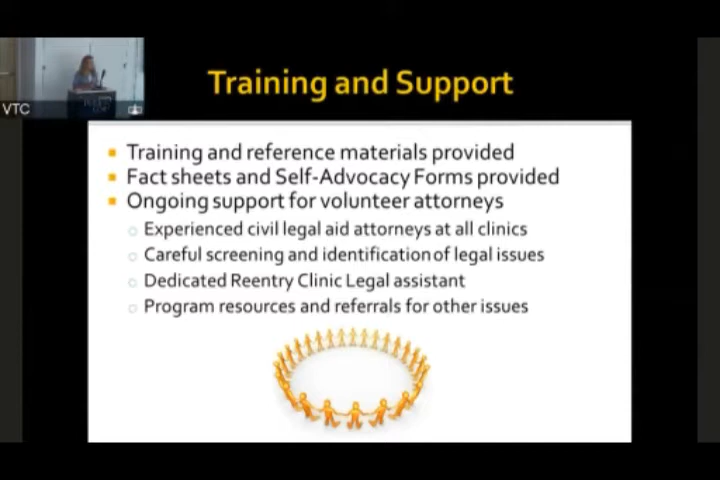 VTC
Training and Support
Training and reference materials provided
Fact sheets and Self-Advocacy Forms provided
Ongoing support for volunteer attorneys
Experienced civil legal aid attorneys at all clinics
Careful screening and identification of legal issues
Dedicated Reentry Clinic Legal assistant
Program resources and referrals for other issues